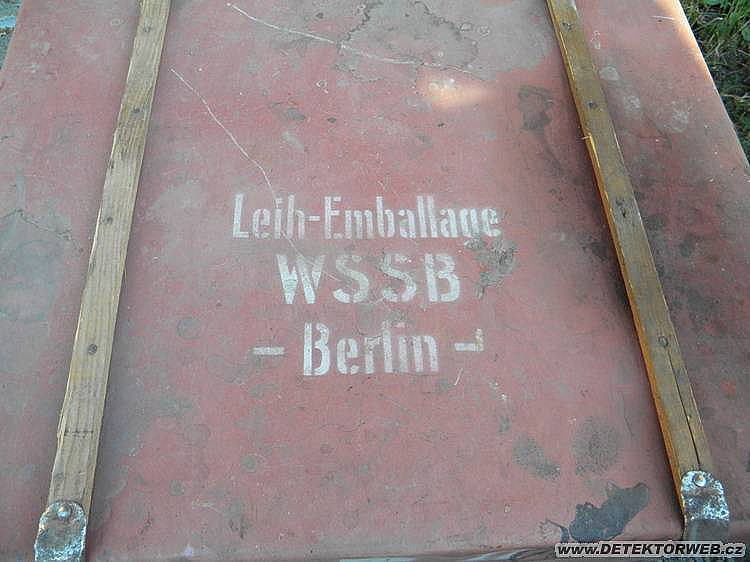 Leih-Emballage
WSSB
- Berlin -
www.DETEKTORWEB.cz